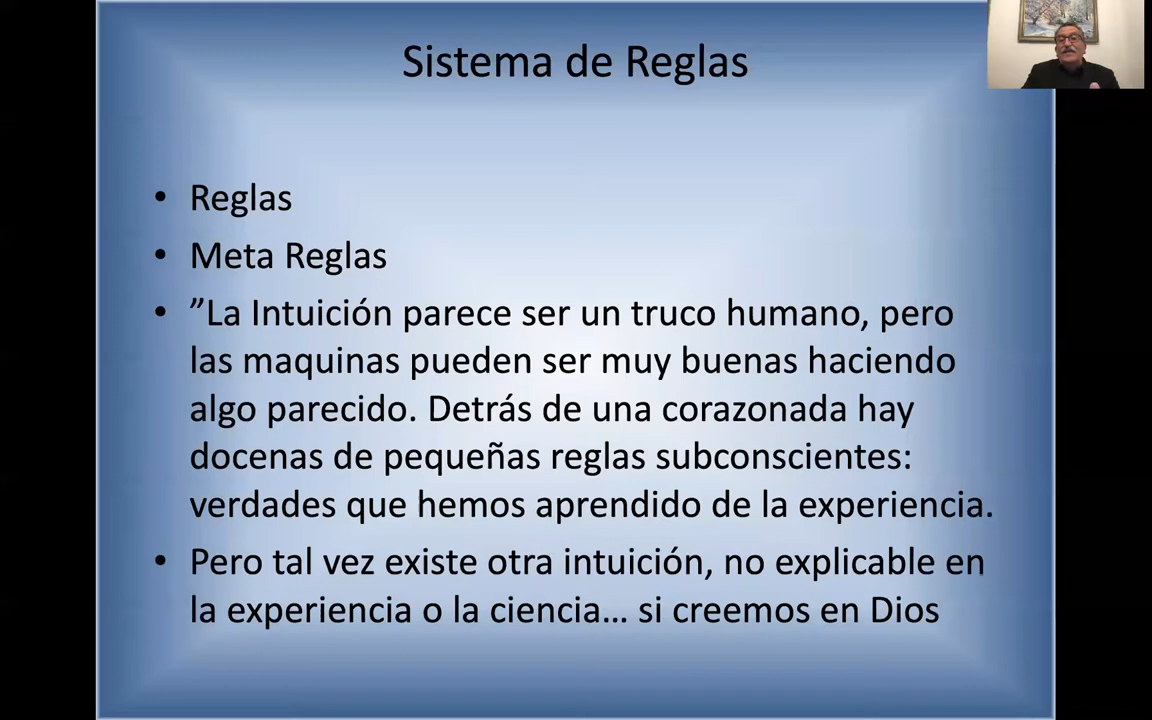 Sistema de Reglas
• Reglas
• Meta Reglas
• ”La Intuición parece ser un truco humano, pero
las maquinas pueden ser muy buenas haciendo
algo parecido. Detrás de una corazonada hay
docenas de pequeñas reglas subconscientes:
verdades que hemos aprendido de la experiencia.
• Pero tal vez existe otra intuición, no explicable en
la experiencia o la ciencia... si creemos en Dios